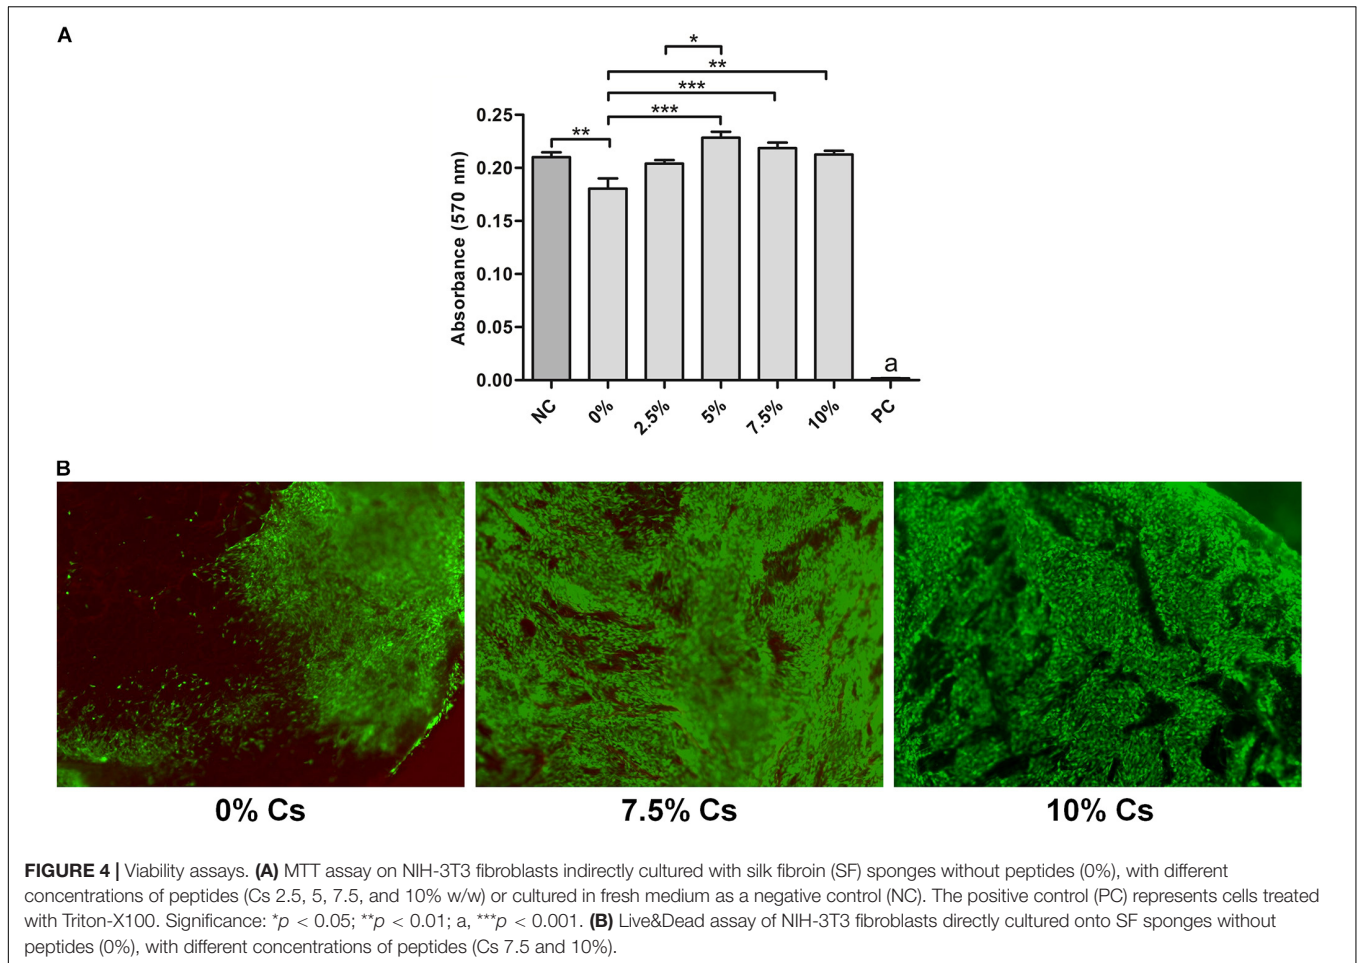 A
*
**
***
***
**
0.25
0.20
0.15
0.10
0.05
0.00
Absorbance (570 nm)
a
NC
0%
2.5%
5%
7.5%
10%
PC
B
0% Cs
7.5% Cs
10% Cs
FIGURE 4 | Viability assays. (A) MTT assay on NIH-3T3 fibroblasts indirectly cultured with silk fibroin (SF) sponges without peptides (0%), with different
concentrations of peptides (Cs 2.5, 5, 7.5, and 10% w/w) or cultured in fresh medium as a negative control (NC). The positive control (PC) represents cells treated
with Triton-X100. Significance: *p < 0.05; **p < 0.01; a, ***p < 0.001. (B) Live&Dead assay of NIH-3T3 fibroblasts directly cultured onto SF sponges without
peptides (0%), with different concentrations of peptides (Cs 7.5 and 10%).